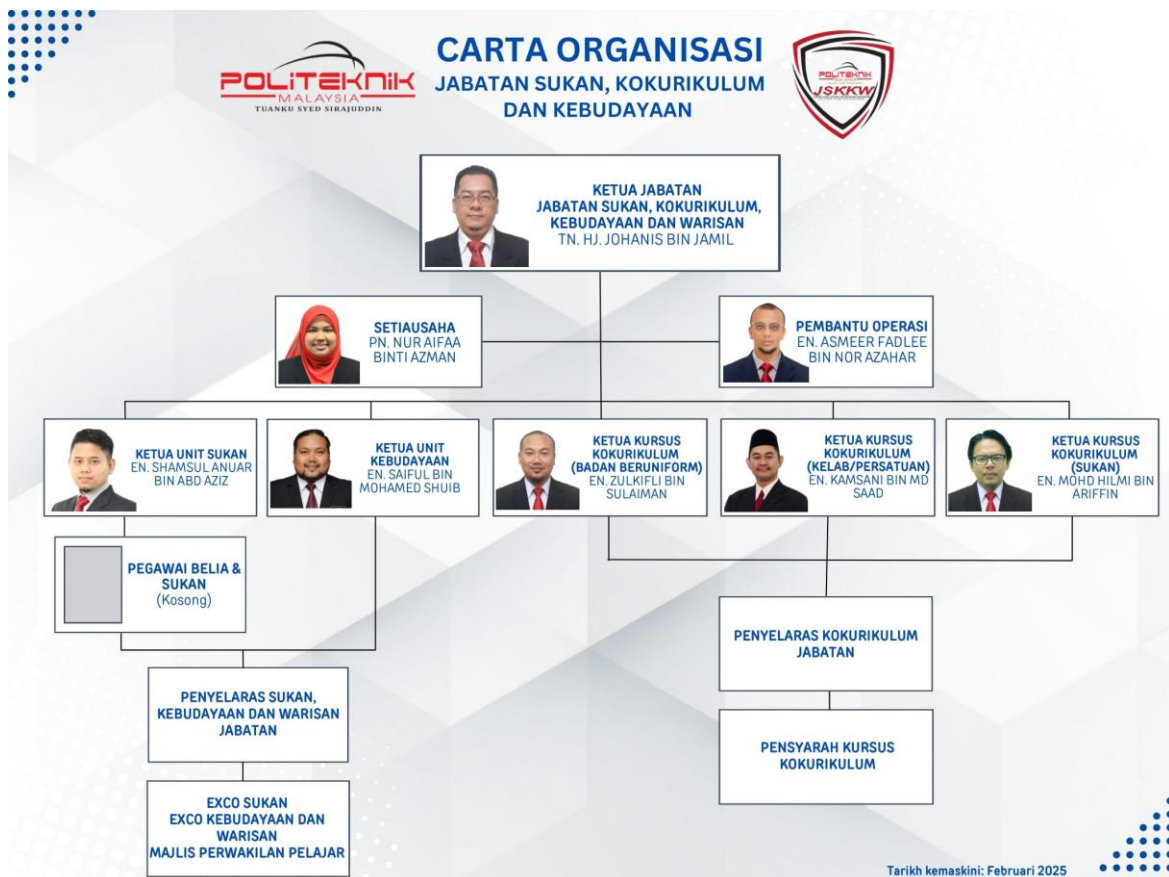 POLITEKNIK
MALAYSIA
TUANKU SYED SIRAJUDDIN
CARTA ORGANISASI
JABATAN SUKAN, KOKURIKULUM
DAN KEBUDAYAAN
POLITEKNIK
MALAYSIA
JSKKW
KETUA JABATAN
JABATAN SUKAN, KOKURIKULUM,
KEBUDAYAAN DAN WARISAN
TN. HJ. JOHANIS BIN JAMIL
SETIAUSAHA
PN. NUR AIFAA
BINTI AZMAN
PEMBANTU OPERASI
EN. ASMEER FADLEE
BIN NOR AZAHAR
KETUA UNIT SUKAN
EN. SHAMSUL ANUAR
BIN ABD AZIZ
KETUA UNIT
KEBUDAYAAN
EN. SAIFUL BIN
MOHAMED SHUIB
KETUA KURSUS
KOKURIKULUM
(BADAN BERUNIFORM)
EN. ZULKIFLI BIN
SULAIMAN
KETUA KURSUS
KOKURIKULUM
(KELAB/PERSATUAN)
EN. KAMSANI BIN MD
SAAD
KETUA KURSUS
KOKURIKULUM
(SUKAN)
EN. MOHD HILMI BIN
ARIFFIN
PEGAWAI BELIA &
SUKAN
(Kosong)
PENYELARAS SUKAN,
KEBUDAYAAN DAN WARISAN
JABATAN
EXCO SUKAN
EXCO KEBUDAYAAN DAN
WARISAN
MAJLIS PERWAKILAN PELAJAR
PENYELARAS KOKURIKULUM
JABATAN
PENSYARAH KURSUS
KOKURIKULUM
Tarikh kemaskini: Februari 2025